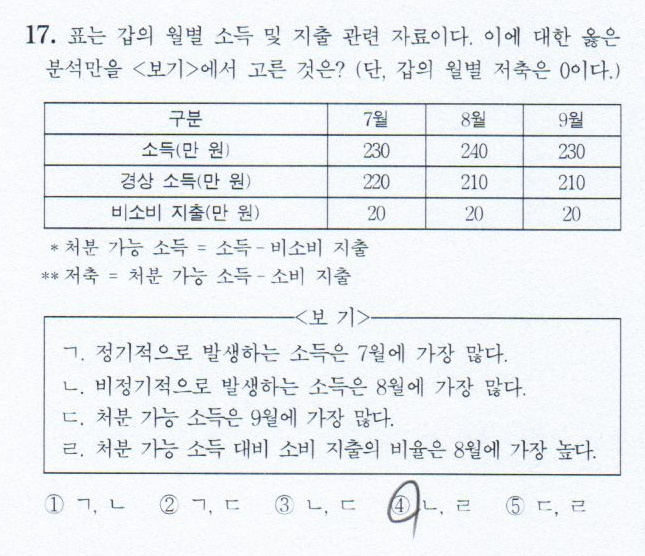 17. 표는 갑의 월별 소득 및 지출 관련 자료이다. 이에 대한 옳은
분석만을 <보기>에서 고른 것은? (단, 갑의 월별 저축은 0이다.)
구분 7월 8월 9월
소득(만 원) 230 240 230
경상 소득(만 원) 220 210 210
비소비 지출(만 원) 20 20 20
* 처분 가능 소득 = 소득 - 비소비 지출
** 저축 = 처분 가능 소득 - 소비 지출
<보 기>
ㄱ. 정기적으로 발생하는 소득은 7월에 가장 많다.
ㄴ. 비정기적으로 발생하는 소득은 8월에 가장 많다.
ㄷ. 처분 가능 소득은 9월에 가장 많다.
ㄹ. 처분 가능 소득 대비 소비 지출의 비율은 8월에 가장 높다.
① ㄱ, ㄴ ② ㄱ, ㄷ ③ ㄴ, ㄷ ④ ㄴ, ㄹ ⑤ ㄷ, ㄹ